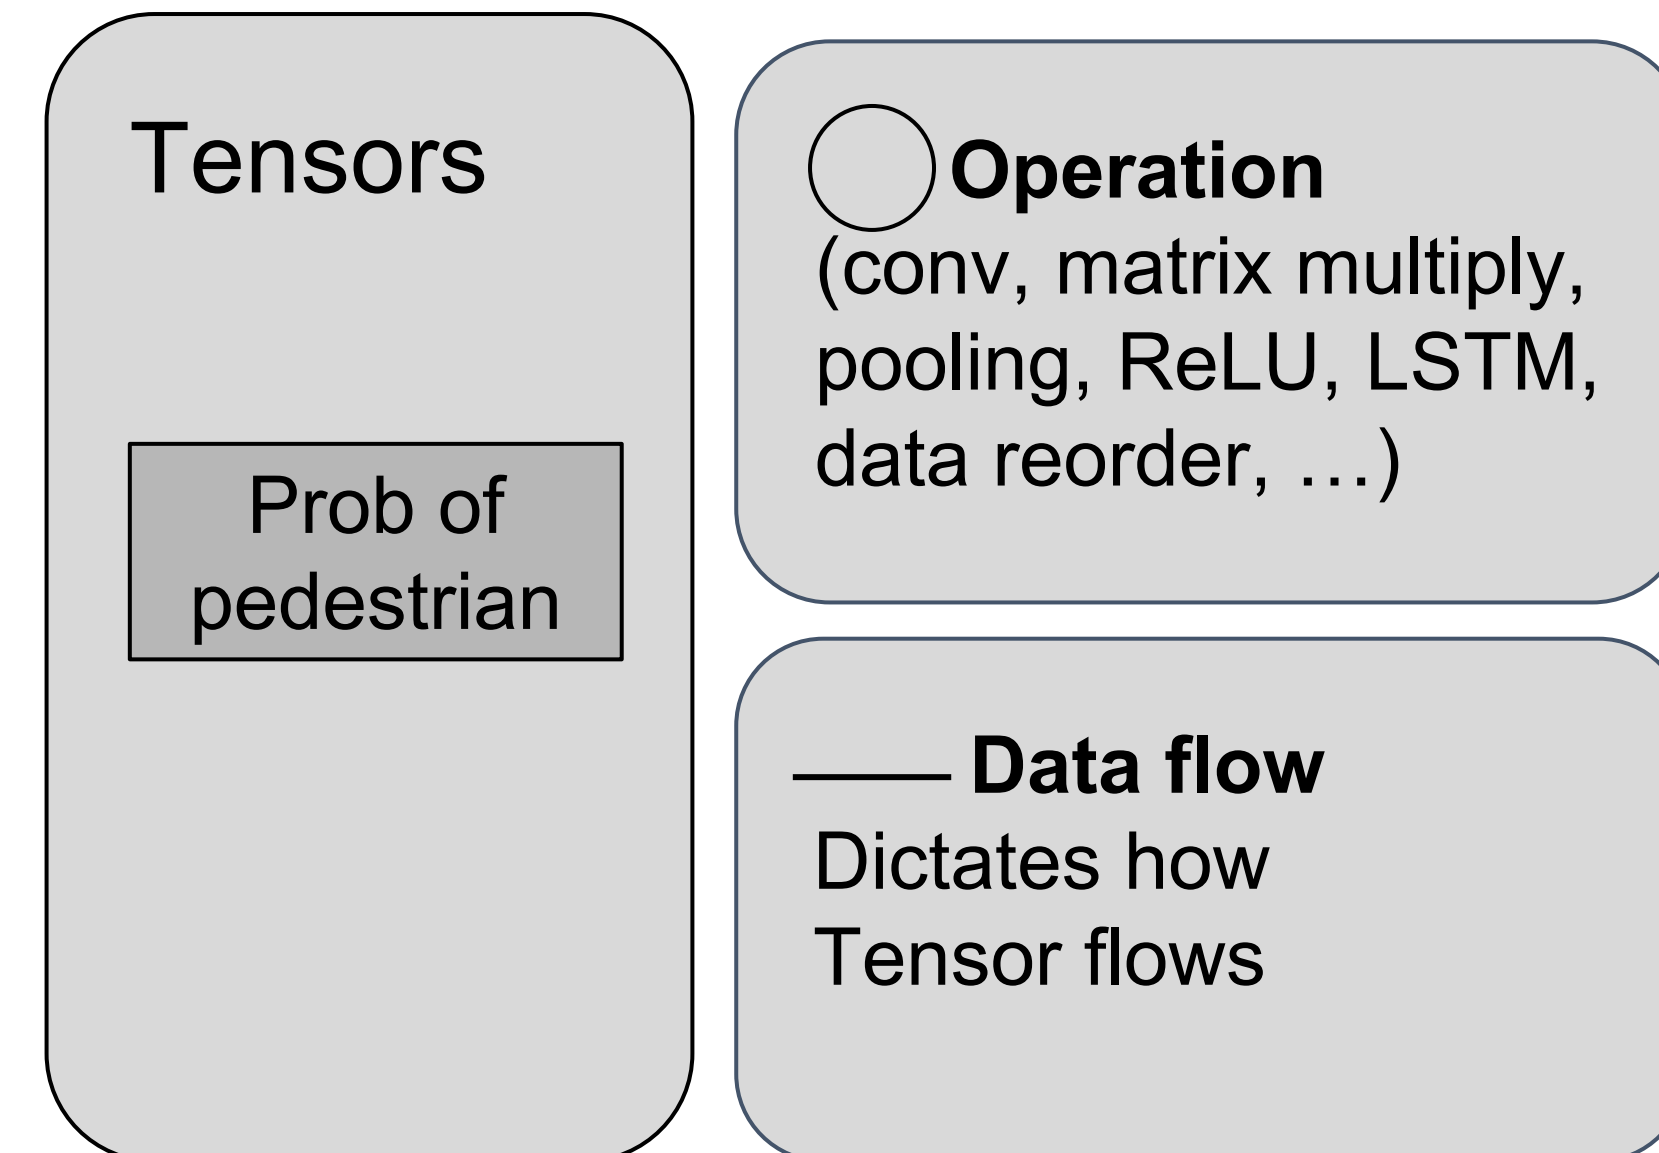 Tensors
Prob of
pedestrian
Operation
(conv, matrix multiply,
pooling, ReLU, LSTM,
data reorder, …)
Data flow
Dictates how
Tensor flows